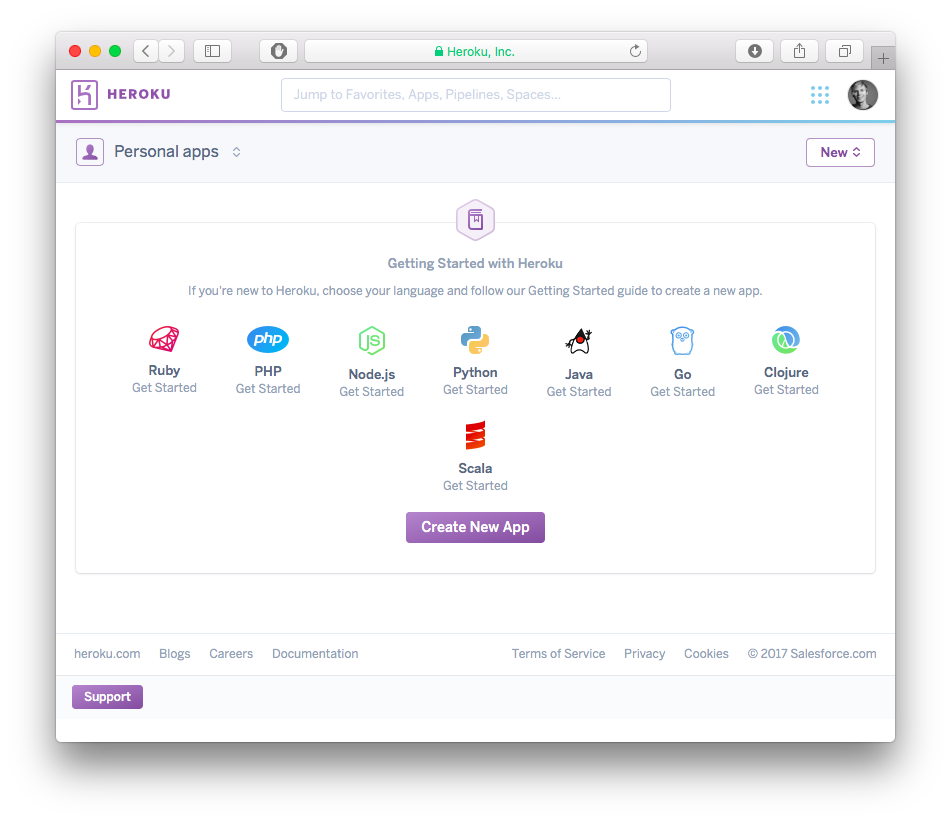 Heroku, Inc.
HEROKU
Jump to Favorites, Apps, Pipelines, Spaces...
Personal apps
New
Getting Started with Heroku
If you're new to Heroku, choose your language and follow our Getting Started guide to create a new app.
php
JS
Ruby PHP Node.js Python Java Go Clojure
Get Started Get Started Get Started Get Started Get Started Get Started Get Started
Scala
Get Started
Create New App
heroku.com Blogs Careers Documentation Terms of Service Privacy Cookies © 2017 Salesforce.com
Support